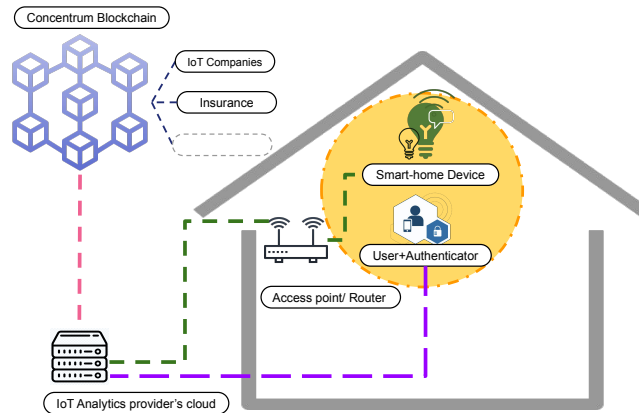 Concentrum Blockchain
IoT Companies
Insurance
Smart-home Device
User+Authenticator
Access point/ Router
IoT Analytics provider's cloud